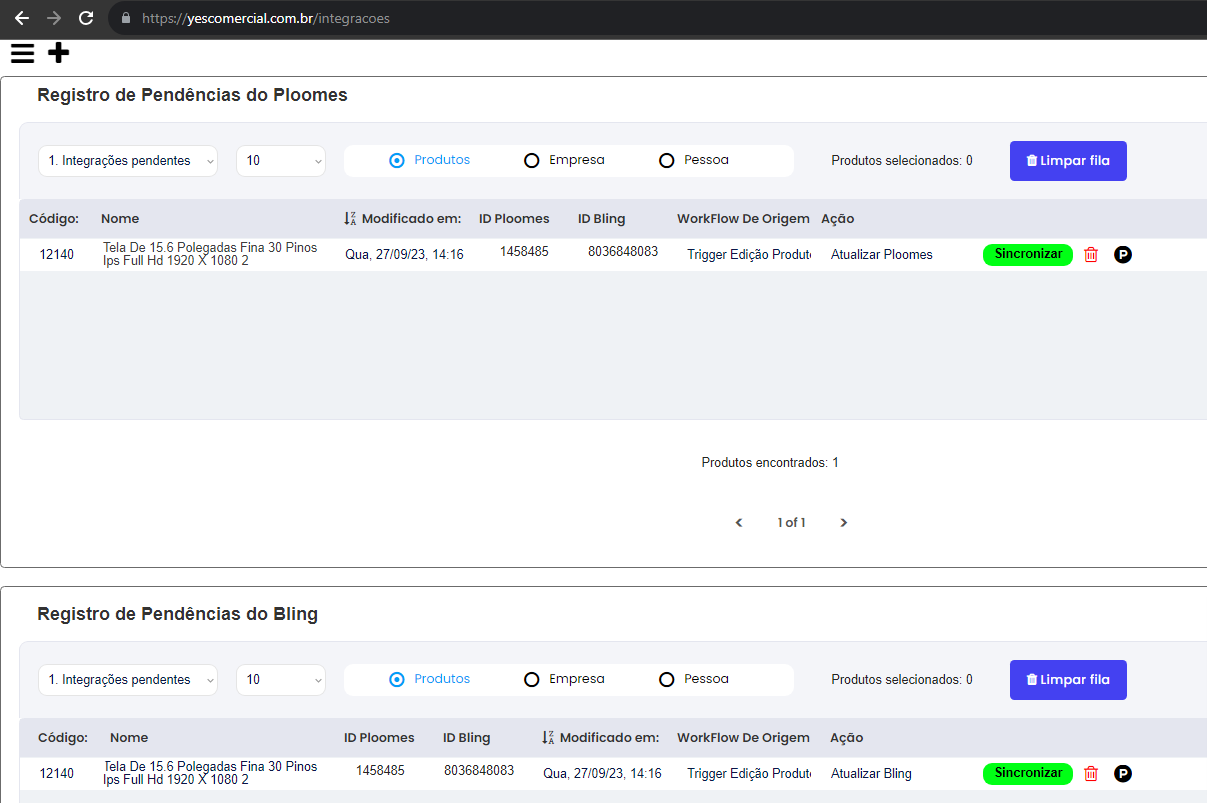 https://yescomercial.com.br/integracoes
Registro de Pendências do Ploomes
1. Integrações pendentes 10 Produtos Empresa Pessoa Produtos selecionados: 0 Limpar fila
Código: Nome Modificado em: ID Ploomes ID Bling WorkFlow De Origem Ação
12140 Tela De 15.6 Polegadas Fina 30 Pinos Ips Full Hd 1920 X 1080 2 Qua, 27/09/23, 14:16 1458485 8036848083 Trigger Edição Produt Atualizar Ploomes Sincronizar P
Produtos encontrados: 1
1 of 1
Registro de Pendências do Bling
1. Integrações pendentes 10 Produtos Empresa Pessoa Produtos selecionados: 0 Limpar fila
Código: Nome ID Ploomes ID Bling Modificado em: WorkFlow De Origem Ação
12140 Tela De 15.6 Polegadas Fina 30 Pinos Ips Full Hd 1920 X 1080 2 1458485 8036848083 Qua, 27/09/23, 14:16 Trigger Edição Produt Atualizar Bling Sincronizar P